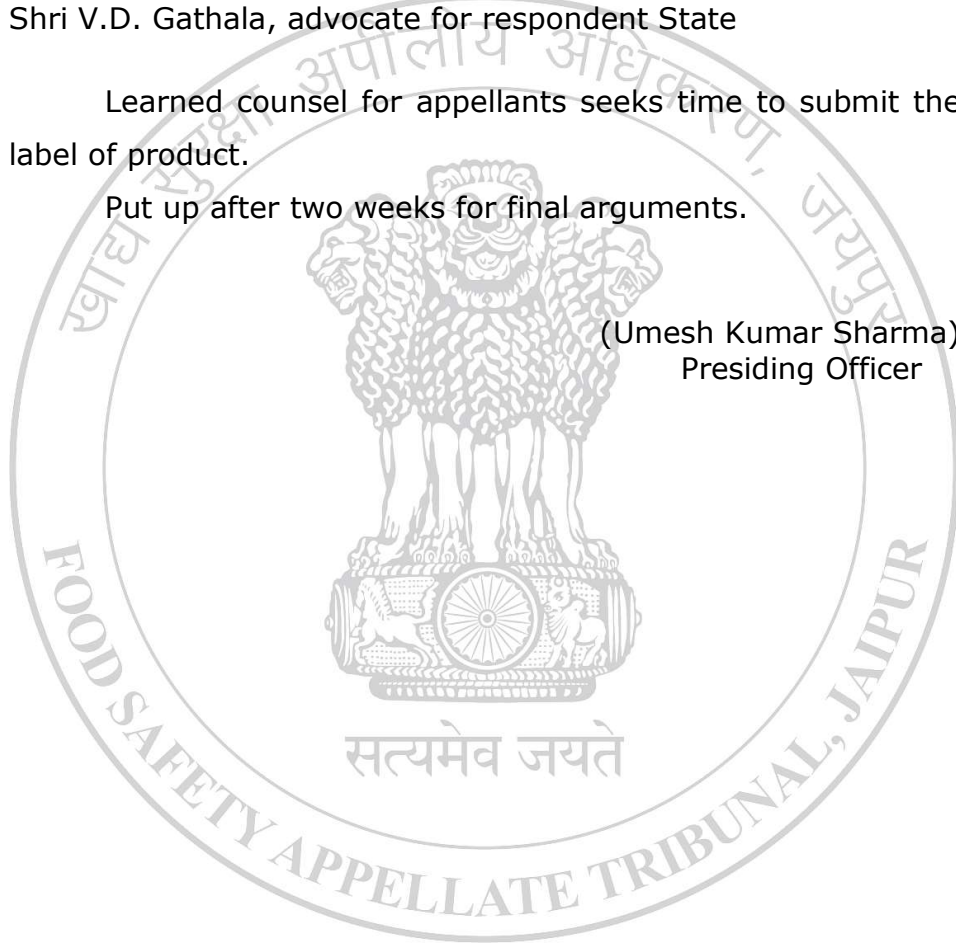 Shri V.D. Gathala, advocate for respondent State
Learned counsel for appellants seeks time to submit the
label of product.
Put up after two weeks for final arguments.
(Umesh Kumar Sharma)
Presiding Officer
खाद्य सुरक्षा अपीलीय अधिकरण, जयपुर
सत्यमेव जयते
FOOD SAFETY APPELLATE TRIBUNAL, JAIPUR